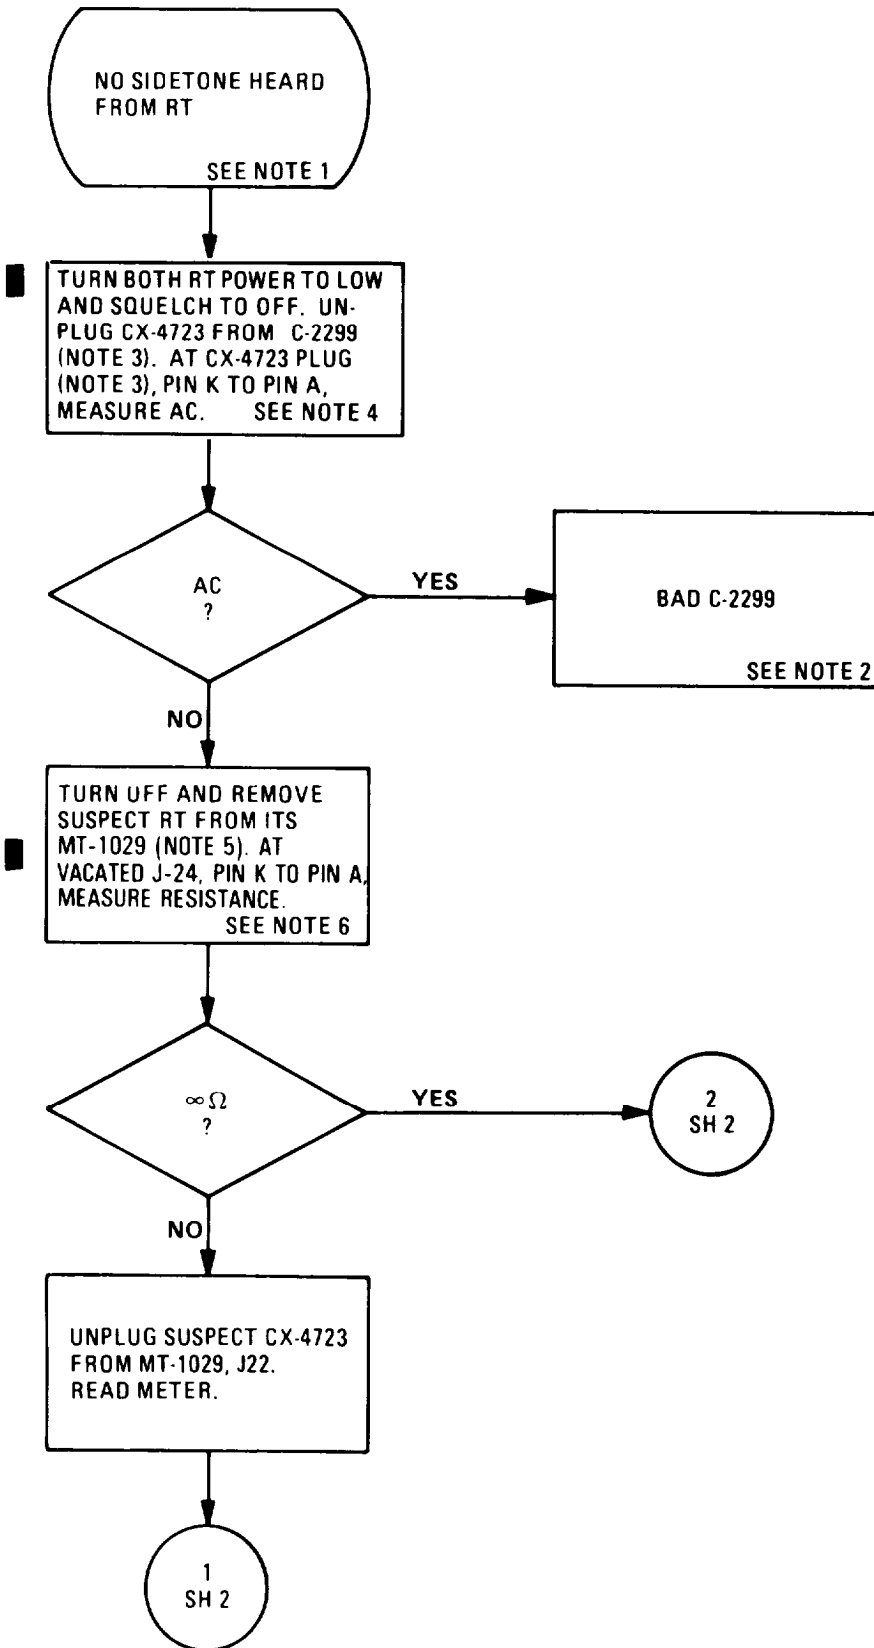 NO SIDETONE HEARD
FROM RT
SEE NOTE 1
TURN BOTH RT POWER TO LOW
AND SQUELCH TO OFF. UN-
PLUG CX-4723 FROM C-2299
(NOTE 3). AT CX-4723 PLUG
(NOTE 3), PIN K TO PIN A,
MEASURE AC. SEE NOTE 4
AC
?
YES
BAD C-2299
SEE NOTE 2
NO
TURN OFF AND REMOVE
SUSPECT RT FROM ITS
MT-1029 (NOTE 5). AT
VACATED J-24, PIN K TO PIN A,
MEASURE RESISTANCE.
SEE NOTE 6
∞Ω
?
YES
2
SH 2
NO
UNPLUG SUSPECT CX-4723
FROM MT-1029, J22.
READ METER.
1
SH 2